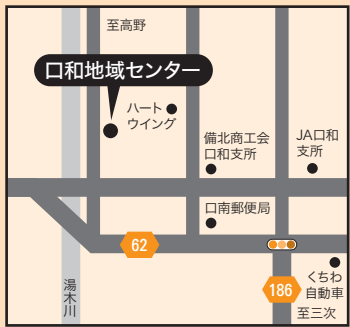 至高野
口和地域センター
ハート
ウイング
備北商工会
口和支所
JA口和
支所
口南郵便局
62
186
くちわ
自動車
湯木川
至三次